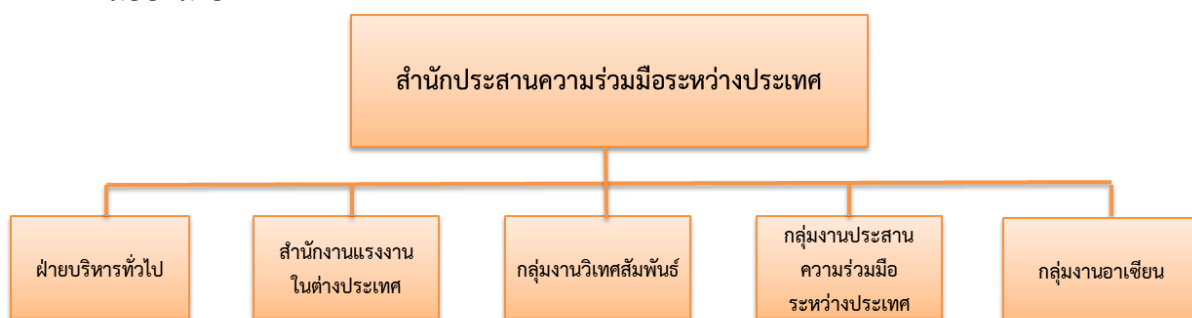 สำนักประสานความร่วมมือระหว่างประเทศ
ฝ่ายบริหารทั่วไป
สำนักงานแรงงาน
ในต่างประเทศ
กลุ่มงานวิเทศสัมพันธ์
กลุ่มงานประสาน
ความร่วมมือ
ระหว่างประเทศ
กลุ่มงานอาเซียน